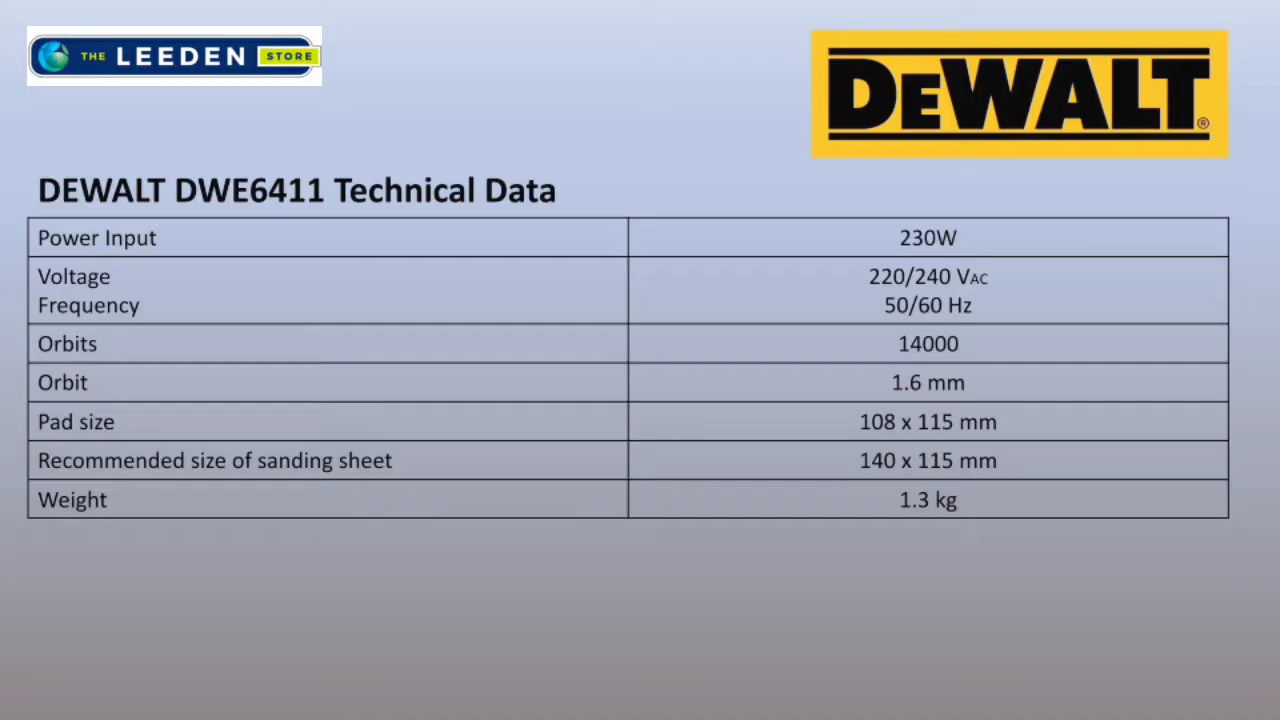 THE LEEDEN STORE
DEWALT®
DEWALT DWE6411 Technical Data
Power Input 230W
Voltage 220/240 VAC
Frequency 50/60 Hz
Orbits 14000
Orbit 1.6 mm
Pad size 108 x 115 mm
Recommended size of sanding sheet 140 x 115 mm
Weight 1.3 kg